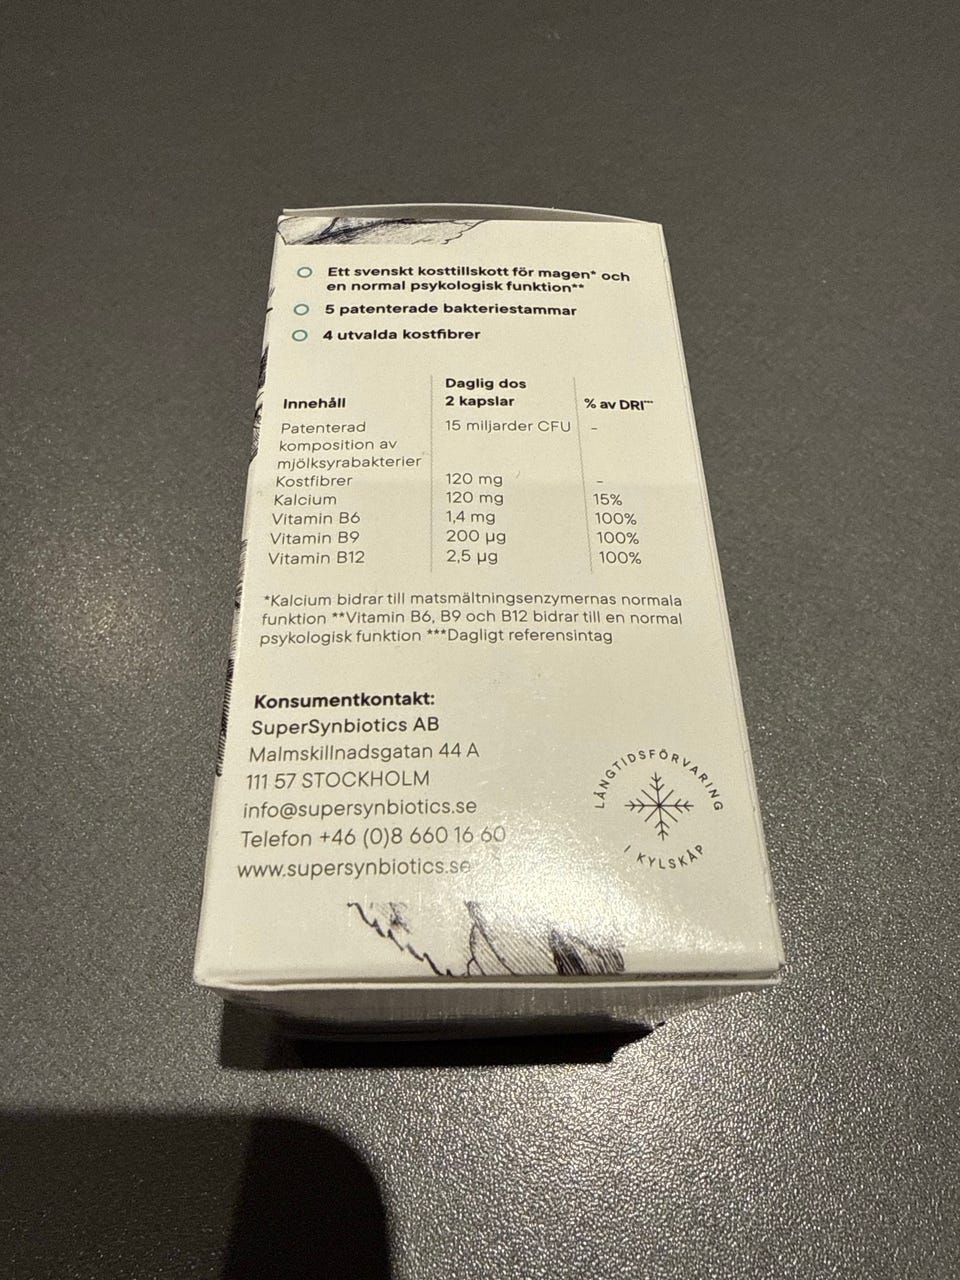 Ett svenskt kosttillskott för magen* och
en normal psykologisk funktion**
5 patenterade bakteriestammar
4 utvalda kostfibrer
Innehåll
Daglig dos
2 kapslar
% av DRI***
Patenterad
komposition av
mjölksyrabakterier
15 miljarder CFU
–
Kostfibrer 120 mg –
Kalcium 120 mg 15%
Vitamin B6 1,4 mg 100%
Vitamin B9 200 µg 100%
Vitamin B12 2,5 µg 100%
*Kalcium bidrar till matsmältningsenzymernas normala
funktion **Vitamin B6, B9 och B12 bidrar till en normal
psykologisk funktion ***Dagligt referensintag
Konsumentkontakt:
SuperSynbiotics AB
Malmskillnadsgatan 44 A
111 57 STOCKHOLM
info@supersynbiotics.se
Telefon +46 (0)8 660 16 60
www.supersynbiotics.se
LÅNGTIDSFÖRVARING
I KYLSKÅP